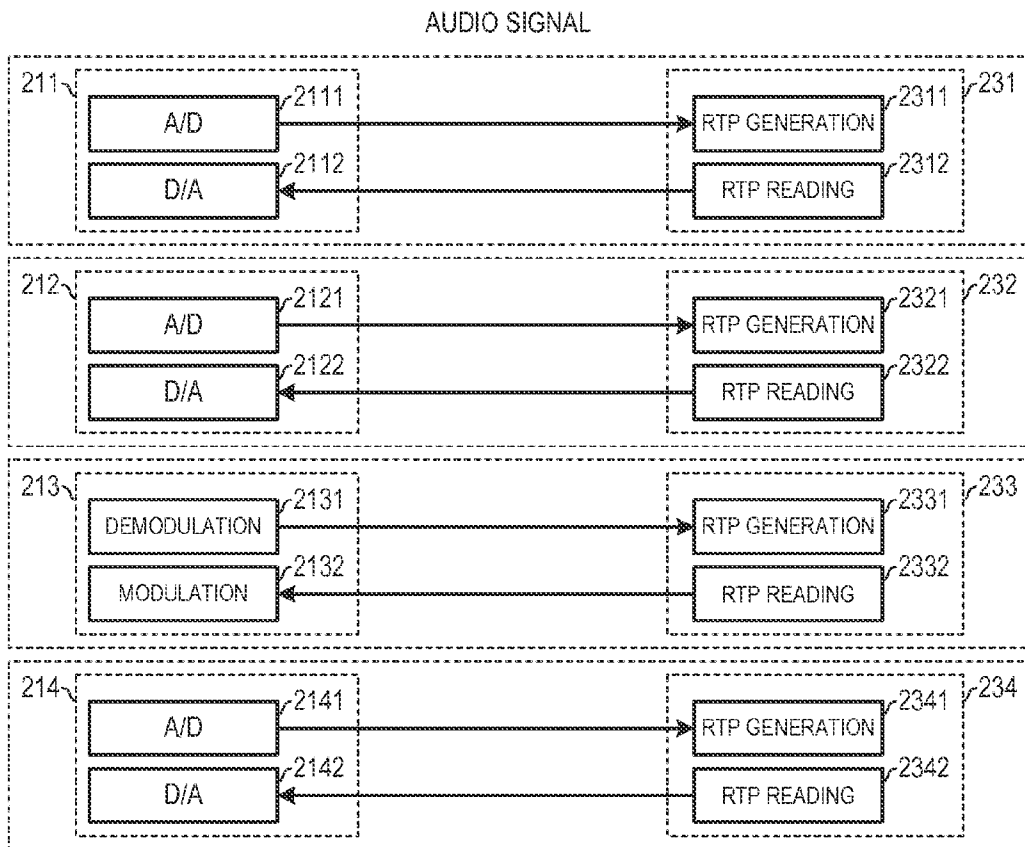 AUDIO SIGNAL
211 2111 2311 231
A/D RTP GENERATION
2112 2312
D/A RTP READING
212 2121 2321 232
A/D RTP GENERATION
2122 2322
D/A RTP READING
213 2131 2331 233
DEMODULATION RTP GENERATION
2132 2332
MODULATION RTP READING
214 2141 2341 234
A/D RTP GENERATION
2142 2342
D/A RTP READING